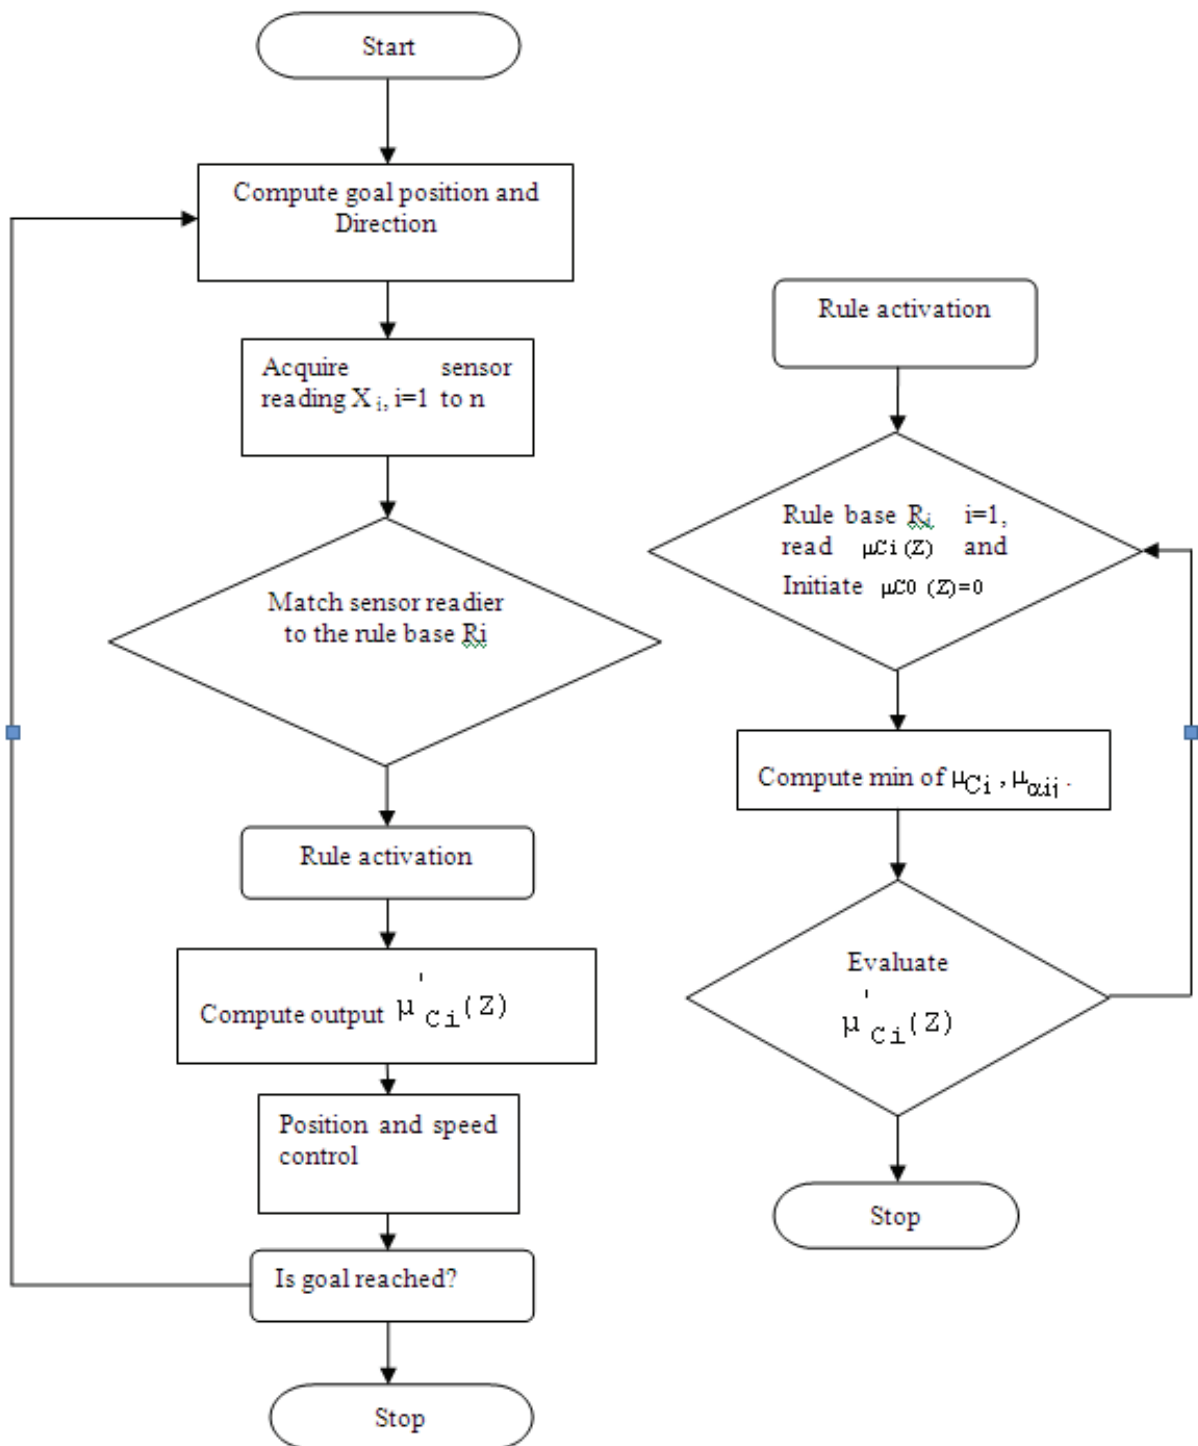 Start
Compute goal position and
Direction
Acquire sensor
reading X i, i=1 to n
Match sensor readier
to the rule base Ri
Rule activation
Compute output μ'Ci(Z)
Position and speed
control
Is goal reached?
Stop
Rule activation
Rule base Ri i=1,
read μCi(Z) and
Initiate μC0 (Z)=0
Compute min of μCi, μαij.
Evaluate
μ'Ci(Z)
Stop